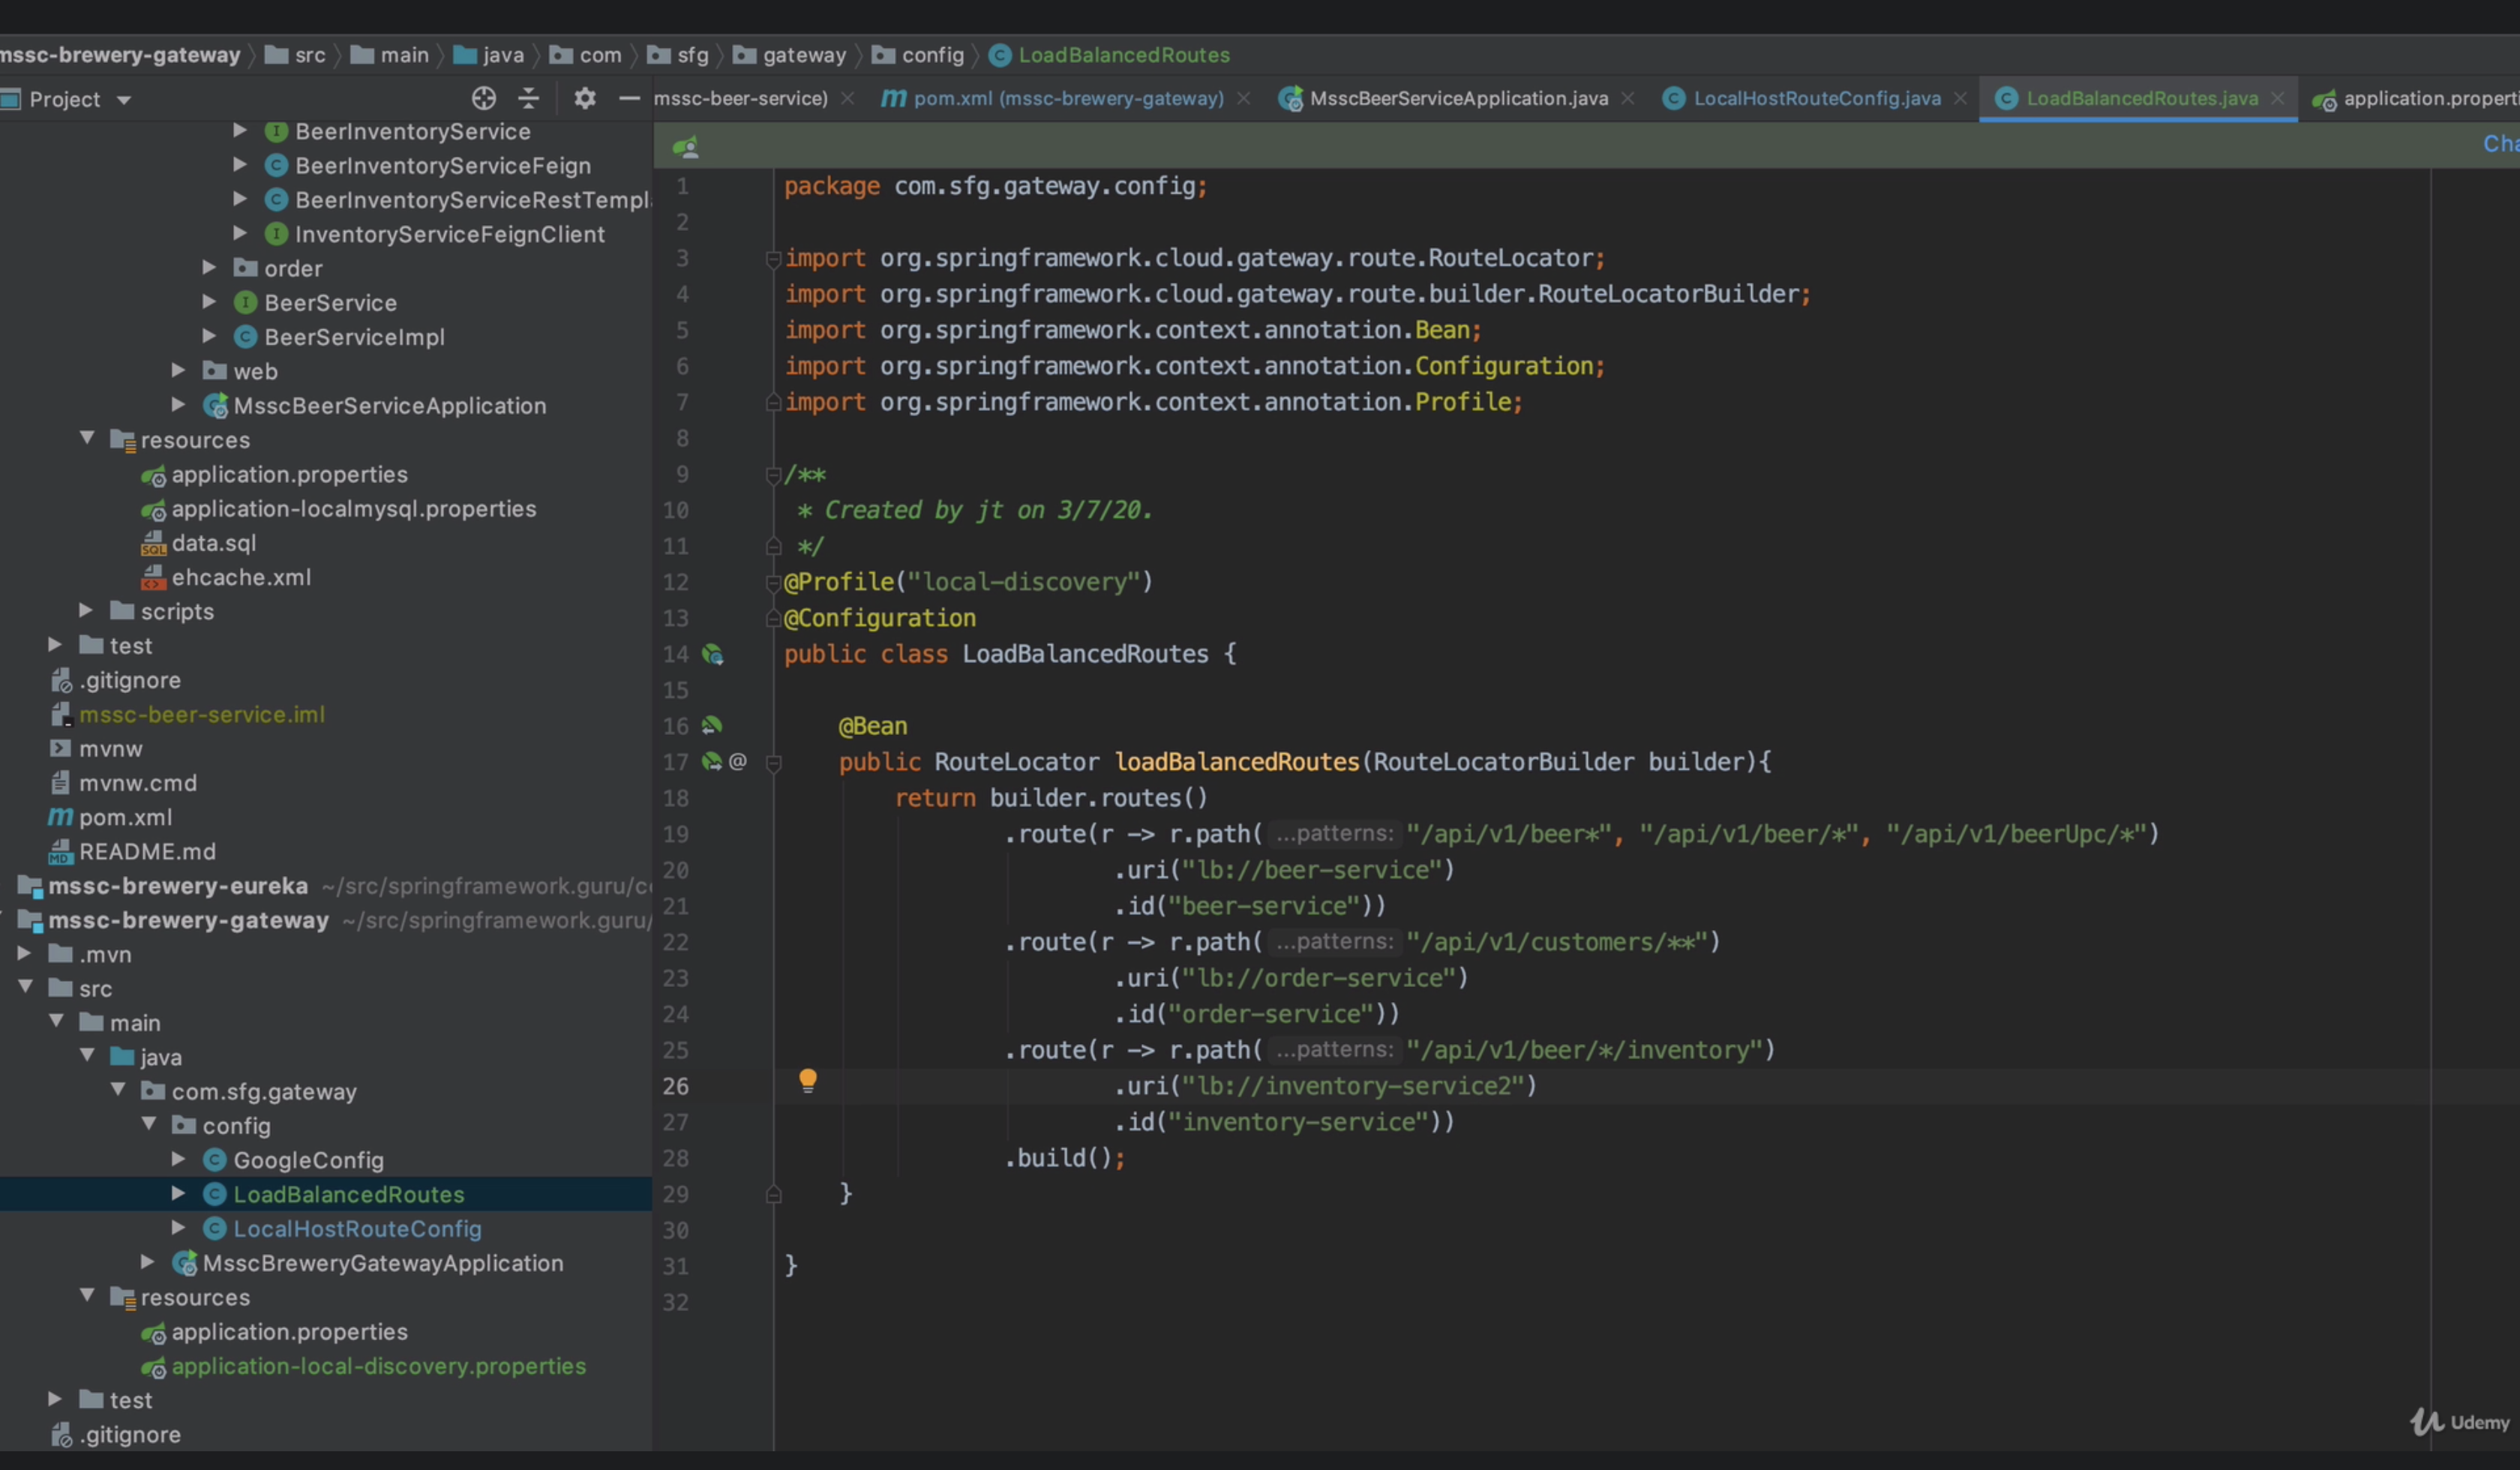 mssc-brewery-gateway src main java com sfg gateway config LoadBalancedRoutes
Project
mssc-beer-service) pom.xml (mssc-brewery-gateway) MsscBeerServiceApplication.java LocalHostRouteConfig.java LoadBalancedRoutes.java application.properti
Cha
BeerInventoryService
BeerInventoryServiceFeign
BeerInventoryServiceRestTempl
InventoryServiceFeignClient
order
BeerService
BeerServiceImpl
web
MsscBeerServiceApplication
resources
application.properties
application-localmysql.properties
data.sql
ehcache.xml
scripts
test
.gitignore
mssc-beer-service.iml
mvnw
mvnw.cmd
pom.xml
README.md
mssc-brewery-eureka ~/src/springframework.guru/c
mssc-brewery-gateway ~/src/springframework.guru/
.mvn
src
main
java
com.sfg.gateway
config
GoogleConfig
LoadBalancedRoutes
LocalHostRouteConfig
MsscBreweryGatewayApplication
resources
application.properties
application-local-discovery.properties
test
.gitignore
1 package com.sfg.gateway.config;
2
3 import org.springframework.cloud.gateway.route.RouteLocator;
4 import org.springframework.cloud.gateway.route.builder.RouteLocatorBuilder;
5 import org.springframework.context.annotation.Bean;
6 import org.springframework.context.annotation.Configuration;
7 import org.springframework.context.annotation.Profile;
8
9 /**
10 * Created by jt on 3/7/20.
11 */
12 @Profile("local-discovery")
13 @Configuration
14 public class LoadBalancedRoutes {
15
16 @Bean
17 @ public RouteLocator loadBalancedRoutes(RouteLocatorBuilder builder){
18 return builder.routes()
19 .route(r -> r.path( ...patterns: "/api/v1/beer*", "/api/v1/beer/*", "/api/v1/beerUpc/*")
20 .uri("lb://beer-service")
21 .id("beer-service"))
22 .route(r -> r.path( ...patterns: "/api/v1/customers/**")
23 .uri("lb://order-service")
24 .id("order-service"))
25 .route(r -> r.path( ...patterns: "/api/v1/beer/*/inventory")
26 .uri("lb://inventory-service2")
27 .id("inventory-service"))
28 .build();
29 }
30
31 }
32
Udemy